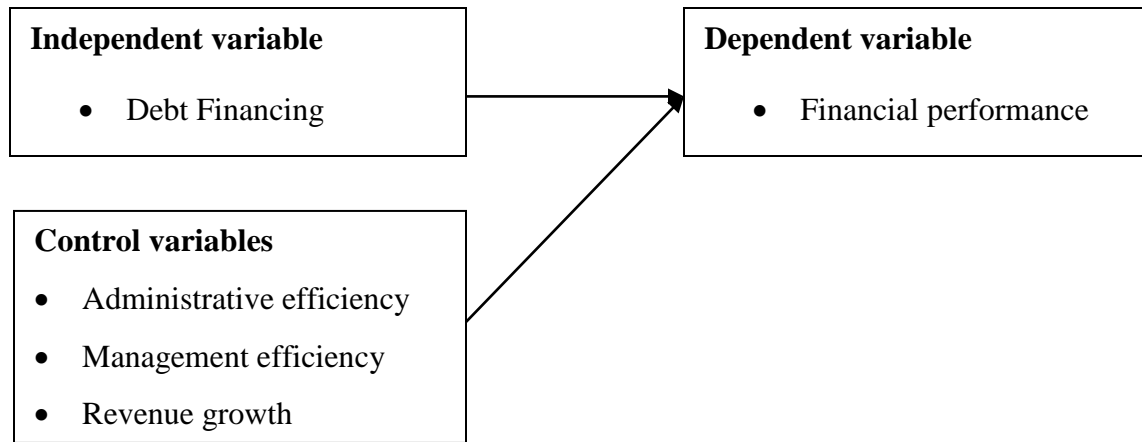 Independent variable
• Debt Financing
Dependent variable
• Financial performance
Control variables
• Administrative efficiency
• Management efficiency
• Revenue growth